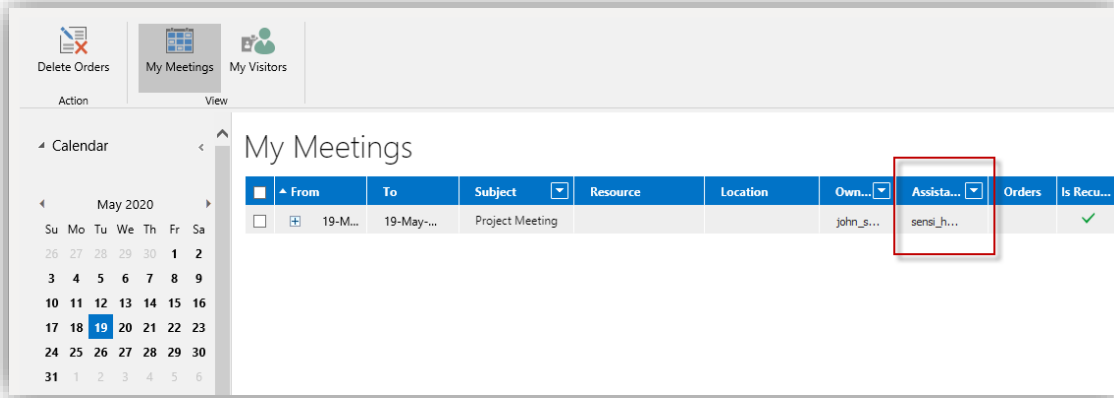 Delete Orders
My Meetings
My Visitors
Action
View
Calendar
My Meetings
From To Subject Resource Location Own... Assista... Orders Is Recu...
19-M... 19-May-... Project Meeting john_s... sensi_h...
May 2020
Su Mo Tu We Th Fr Sa
26 27 28 29 30 1 2
3 4 5 6 7 8 9
10 11 12 13 14 15 16
17 18 19 20 21 22 23
24 25 26 27 28 29 30
31 1 2 3 4 5 6